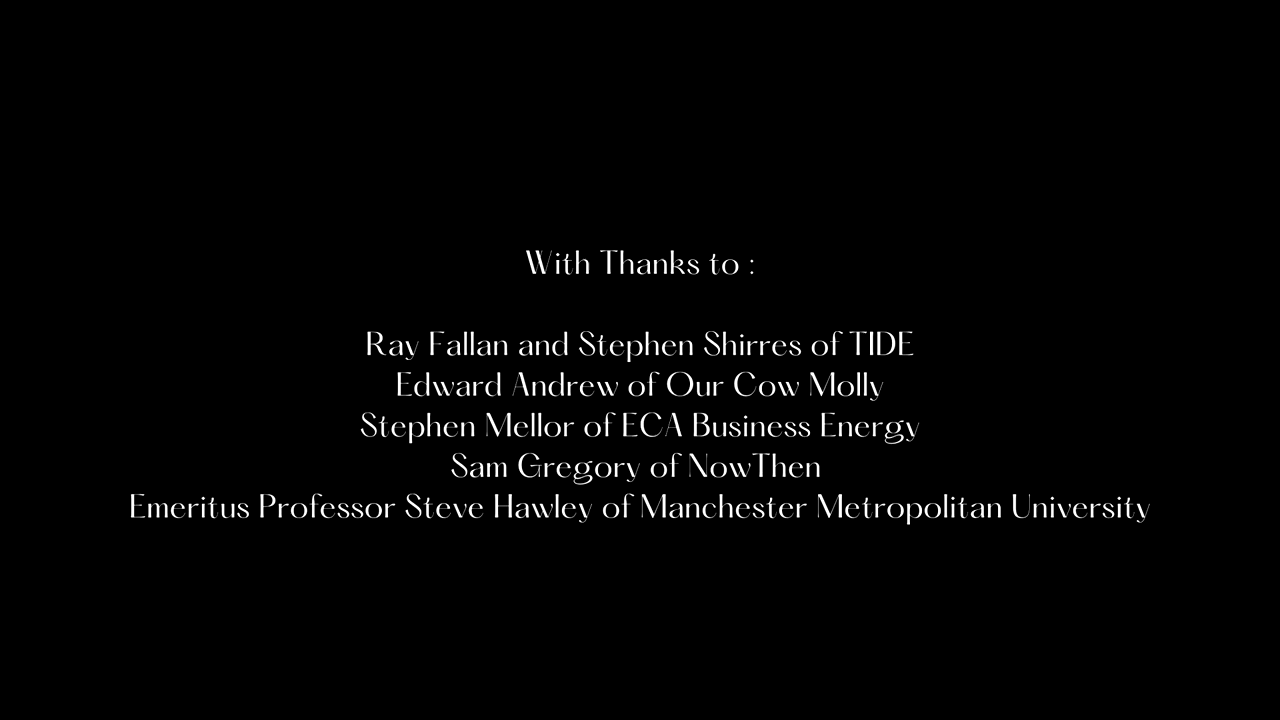 With Thanks to :
Ray Fallan and Stephen Shirres of TIDE
Edward Andrew of Our Cow Molly
Stephen Mellor of ECA Business Energy
Sam Gregory of NowThen
Emeritus Professor Steve Hawley of Manchester Metropolitan University